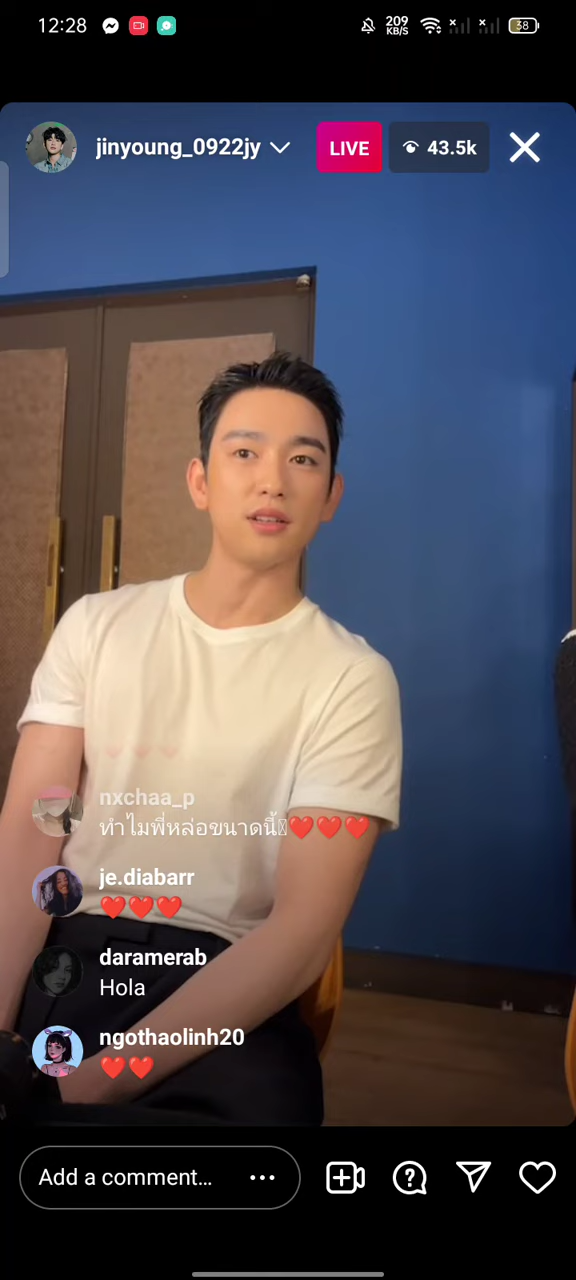 12:28
209
KB/S
38
jinyoung_0922jy
LIVE
43.5k
nxchaa_p
ทำไมพี่หล่อขนาดนี้❤️❤️❤️
je.diabarr
❤️❤️❤️
daramerab
Hola
ngothaolinh20
❤️❤️
Add a comment...